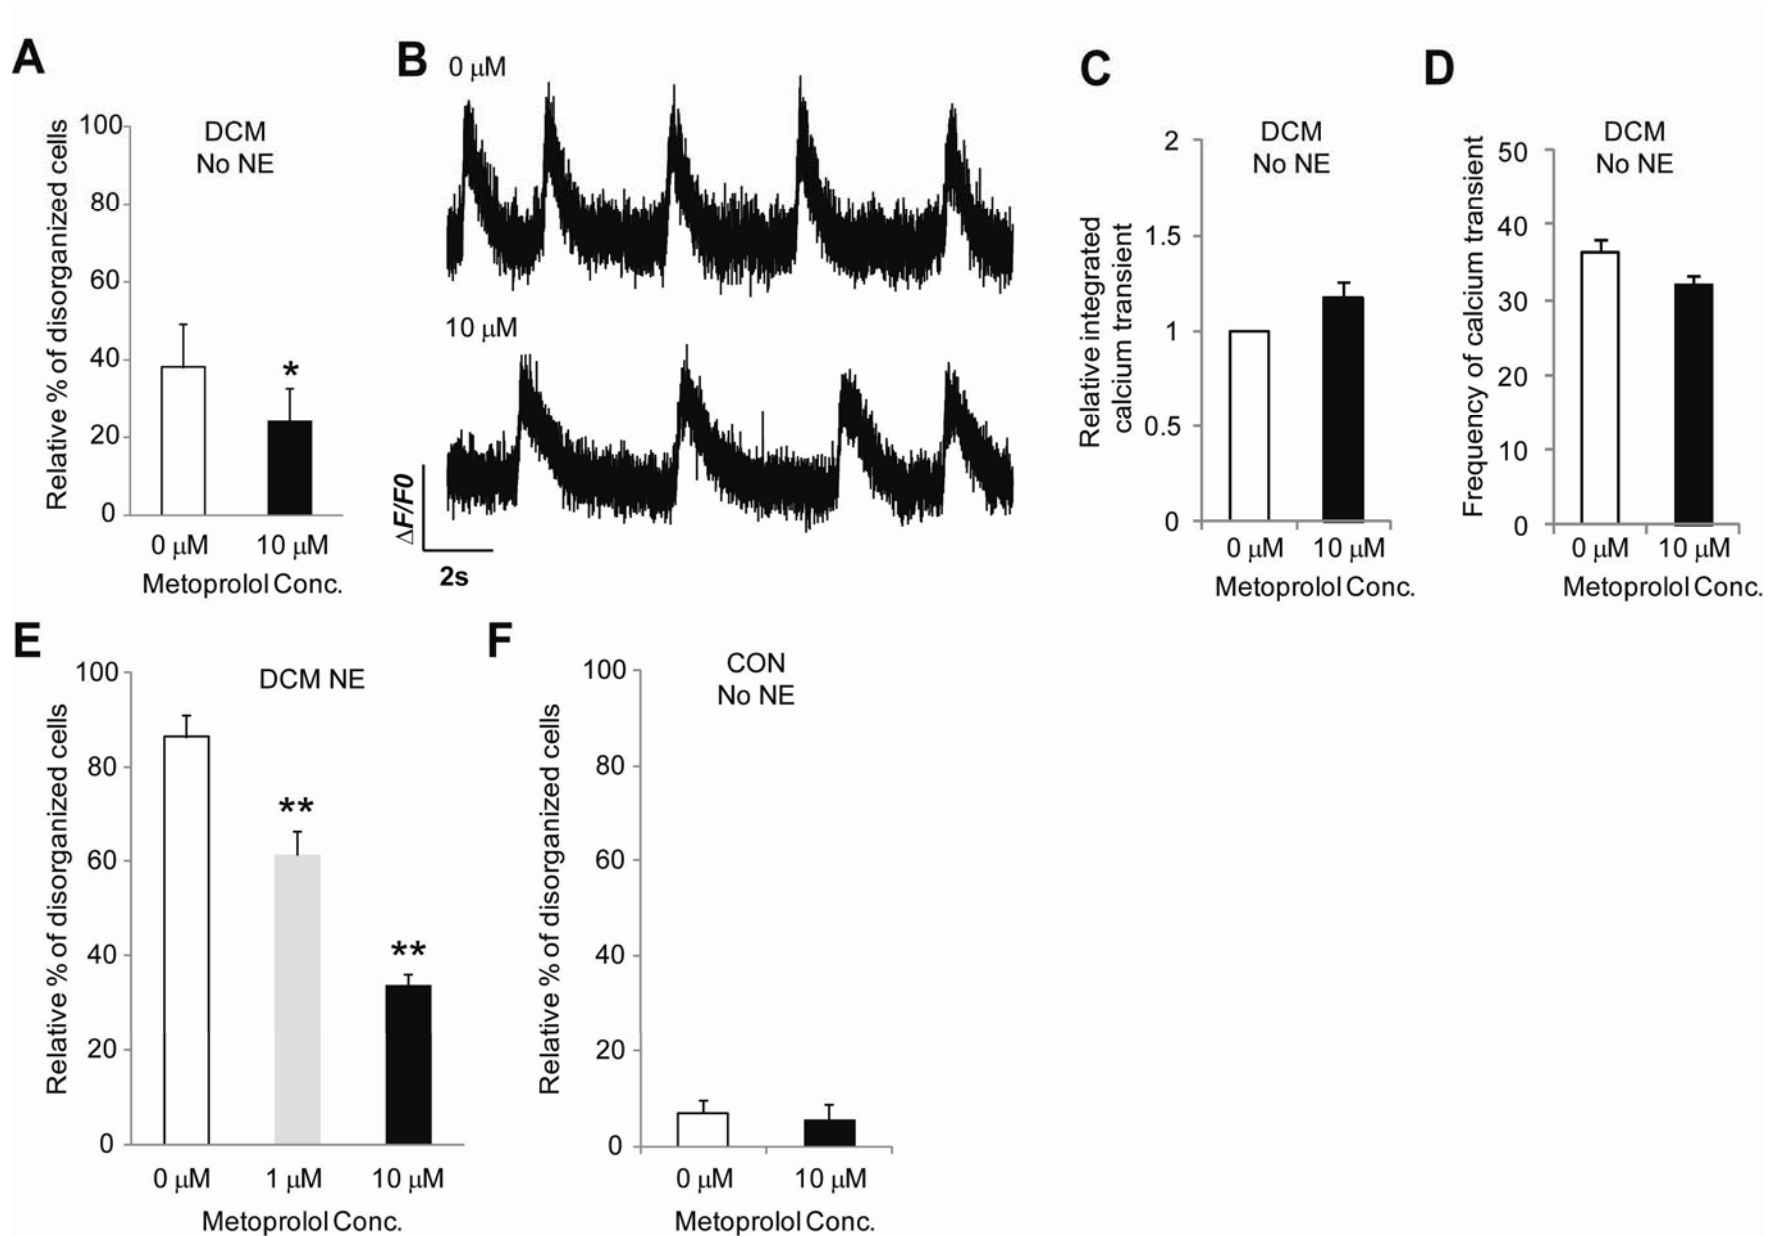 A
DCM
No NE
Relative % of disorganized cells
100
80
60
40
20
0
*
0 μM
10 μM
Metoprolol Conc.
B
0 μM
10 μM
ΔF/F0
2s
C
DCM
No NE
Relative integrated
calcium transient
2
1.5
1
0.5
0
0 μM
10 μM
Metoprolol Conc.
D
DCM
No NE
Frequency of calcium transient
50
40
30
20
10
0
0 μM
10 μM
Metoprolol Conc.
E
DCM NE
Relative % of disorganized cells
100
80
60
40
20
0
**
**
0 μM
1 μM
10 μM
Metoprolol Conc.
F
CON
No NE
Relative % of disorganized cells
100
80
60
40
20
0
0 μM
10 μM
Metoprolol Conc.